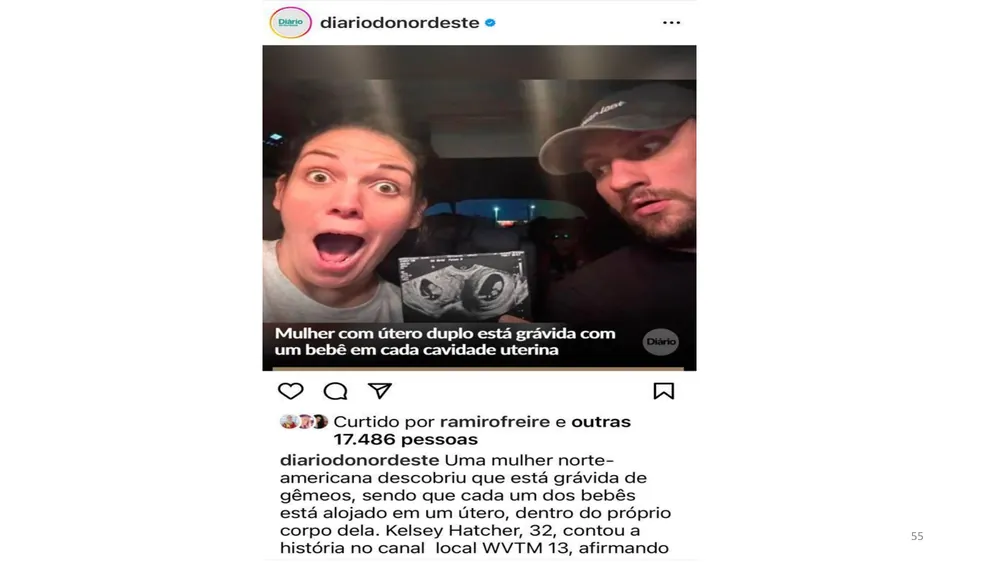 Diário
diariodonordeste
Mulher com útero duplo está grávida com
um bebê em cada cavidade uterina
Diário
Curtido por ramirofreire e outras
17.486 pessoas
diariodonordeste Uma mulher norte-
americana descobriu que está grávida de
gêmeos, sendo que cada um dos bebês
está alojado em um útero, dentro do próprio
corpo dela. Kelsey Hatcher, 32, contou a
história no canal local WVTM 13, afirmando
55